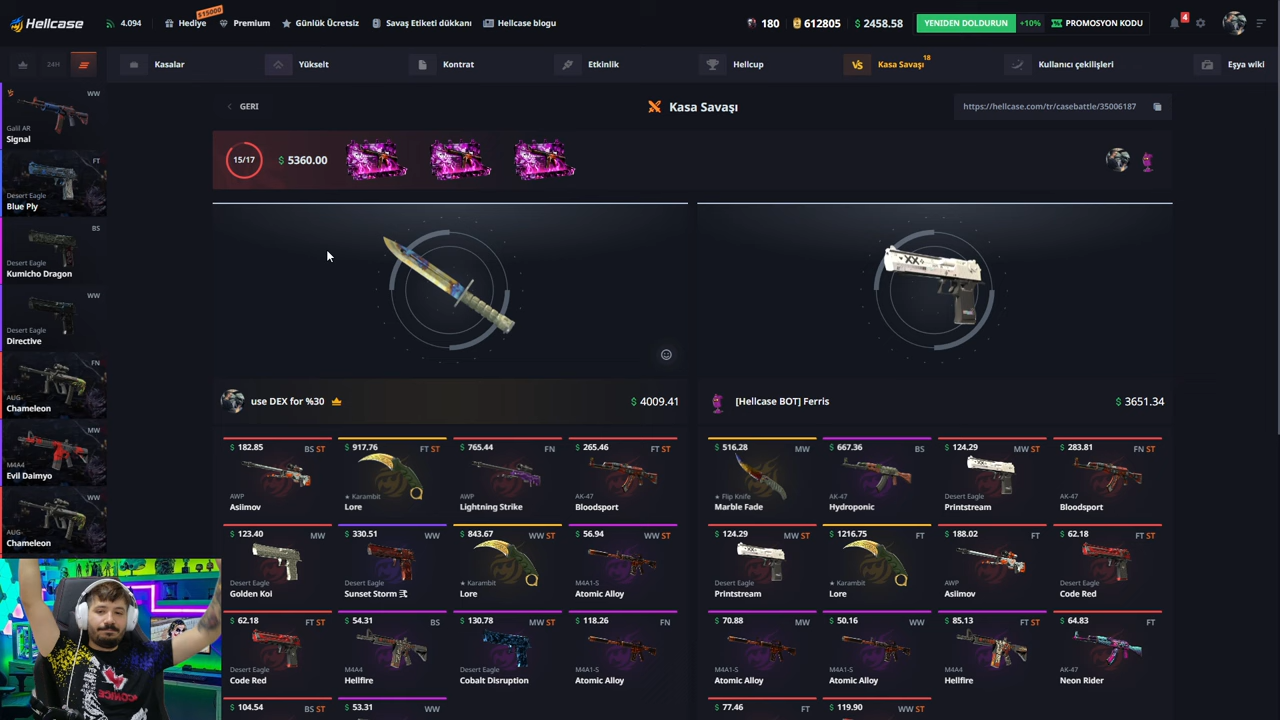 Hellcase
4.094
Hediye
$15000
Premium
Günlük Ücretsiz
Savaş Etiketi dükkanı
Hellcase blogu
180
612805
$ 2458.58
YENİDEN DOLDURUN
+10%
PROMOSYON KODU
4
24H
Kasalar
Yükselt
Kontrat
Etkinlik
Hellcup
VS
Kasa Savaşı
18
Kullanıcı çekilişleri
Eşya wiki
GERİ
Kasa Savaşı
https://hellcase.com/tr/casebattle/35006187
15/17
$ 5360.00
WW
Galil AR
Signal
FT
Desert Eagle
Blue Ply
BS
Desert Eagle
Kumicho Dragon
WW
Desert Eagle
Directive
FN
AUG
Chameleon
MW
M4A4
Evil Daimyo
WW
AUG
Chameleon
use DEX for %30
$ 4009.41
[Hellcase BOT] Ferris
$ 3651.34
$ 182.85 BS ST
AWP
Asiimov
$ 917.76 FT ST
★ Karambit
Lore
$ 765.44 FN
AWP
Lightning Strike
$ 265.46 FT ST
AK-47
Bloodsport
$ 123.40 MW
Desert Eagle
Golden Koi
$ 330.51 WW
Desert Eagle
Sunset Storm 弐
$ 843.67 WW ST
★ Karambit
Lore
$ 56.94 WW ST
M4A1-S
Atomic Alloy
$ 62.18 FT ST
Desert Eagle
Code Red
$ 54.31 BS
M4A4
Hellfire
$ 130.78 MW ST
Desert Eagle
Cobalt Disruption
$ 118.26 FN
M4A1-S
Atomic Alloy
$ 104.54 BS ST
$ 53.31 WW
$ 516.28 MW
★ Flip Knife
Marble Fade
$ 667.36 BS
AK-47
Hydroponic
$ 124.29 MW ST
Desert Eagle
Printstream
$ 283.81 FN ST
AK-47
Bloodsport
$ 124.29 MW ST
Desert Eagle
Printstream
$ 1216.75 FT
★ Karambit
Lore
$ 188.02 FT
AWP
Asiimov
$ 62.18 FT ST
Desert Eagle
Code Red
$ 70.88 MW
M4A1-S
Atomic Alloy
$ 50.16 WW
M4A1-S
Atomic Alloy
$ 85.13 FT ST
M4A4
Hellfire
$ 64.83 FT
AK-47
Neon Rider
$ 77.46 FT
$ 119.90 WW ST